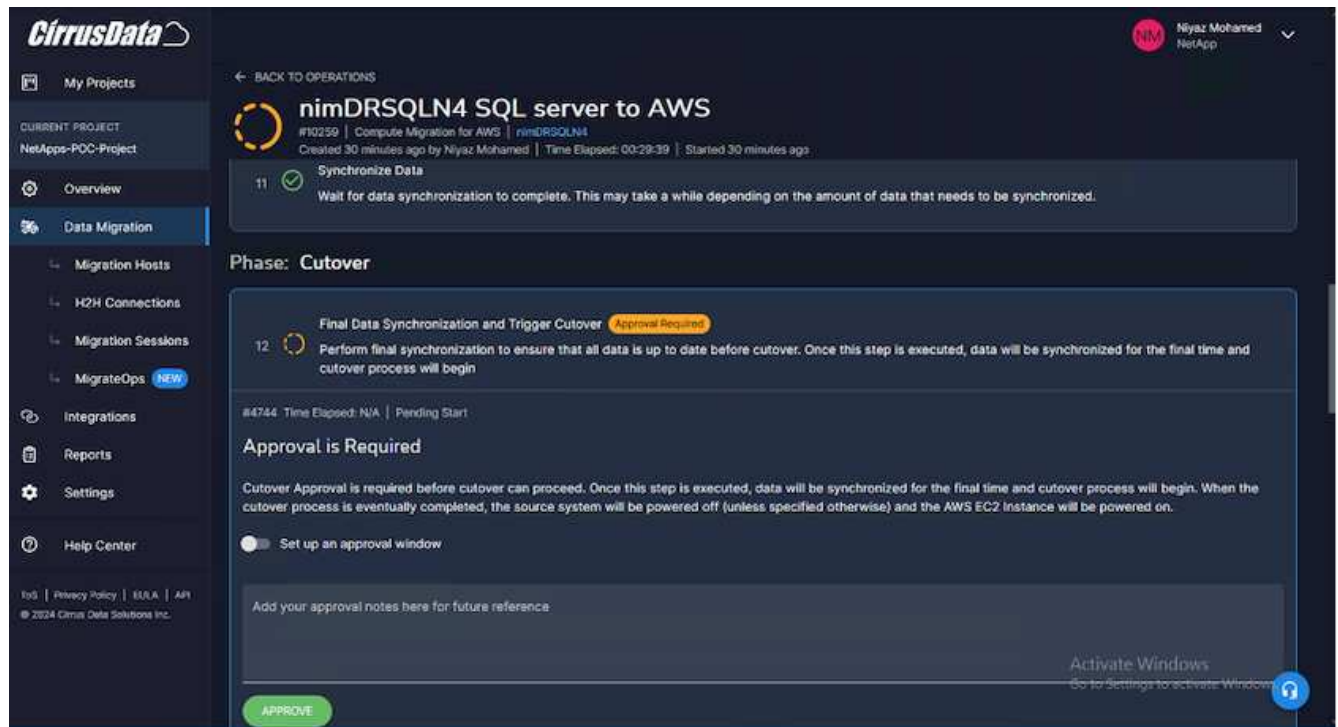 CirrusData
Niyaz Mohamed
NM
NetApp
My Projects
← BACK TO OPERATIONS
nimDRSQLN4 SQL server to AWS
CURRENT PROJECT
NetApps-POC-Project
#10259 | Compute Migration for AWS | nimDRSQLN4
Created 30 minutes ago by Niyaz Mohamed | Time Elapsed: 00:29:39 | Started 30 minutes ago
Overview
Data Migration
Migration Hosts
H2H Connections
Migration Sessions
MigrateOps NEW
Integrations
Reports
Settings
Help Center
ToS | Privacy Policy | EULA | API
© 2024 Cirrus Data Solutions Inc.
11
Synchronize Data
Wait for data synchronization to complete. This may take a while depending on the amount of data that needs to be synchronized.
Phase: Cutover
Final Data Synchronization and Trigger Cutover Approval Required
12
Perform final synchronization to ensure that all data is up to date before cutover. Once this step is executed, data will be synchronized for the final time and
cutover process will begin
#4744 Time Elapsed: N/A | Pending Start
Approval is Required
Cutover Approval is required before cutover can proceed. Once this step is executed, data will be synchronized for the final time and cutover process will begin. When the
cutover process is eventually completed, the source system will be powered off (unless specified otherwise) and the AWS EC2 Instance will be powered on.
Set up an approval window
Add your approval notes here for future reference
Activate Windows
Go to Settings to activate Windows
APPROVE